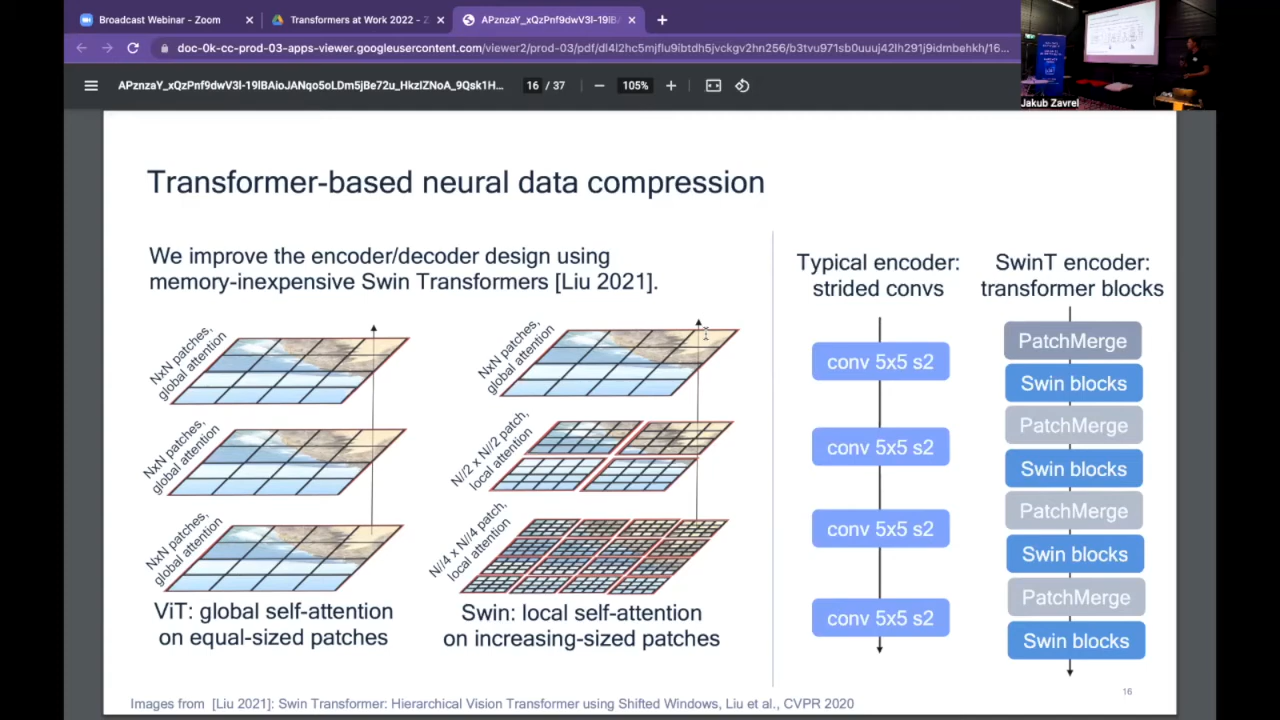 Broadcast Webinar - Zoom
Transformers at Work 2022 - Z
APznzaY_xQzPnf9dwV3l-19lB
doc-0k-cc-prod-03-apps-viewer.googleusercontent.com/viewer2/prod-03/pdf/dl4l2hc5mjflu9ibtdh5jvckgv2hn256/b3tvu971sb0uuuj42lh291j9idmbehkh/16...
APznzaY_xQzPnf9dwV3l-19lBAioJANqo5oLDm5jBe72u_HkzIZNoA_9Qsk1H...
16 / 37
105%
Jakub Zavrel
Transformer-based neural data compression
We improve the encoder/decoder design using
memory-inexpensive Swin Transformers [Liu 2021].
NxN patches,
global attention
NxN patches,
global attention
NxN patches,
global attention
ViT: global self-attention
on equal-sized patches
NxN patches,
global attention
N//2 x N//2 patch,
local attention
N//4 x N//4 patch,
local attention
Swin: local self-attention
on increasing-sized patches
Typical encoder:
strided convs
conv 5x5 s2
conv 5x5 s2
conv 5x5 s2
conv 5x5 s2
SwinT encoder:
transformer blocks
PatchMerge
Swin blocks
PatchMerge
Swin blocks
PatchMerge
Swin blocks
PatchMerge
Swin blocks
Images from [Liu 2021]: Swin Transformer: Hierarchical Vision Transformer using Shifted Windows, Liu et al., CVPR 2020
16